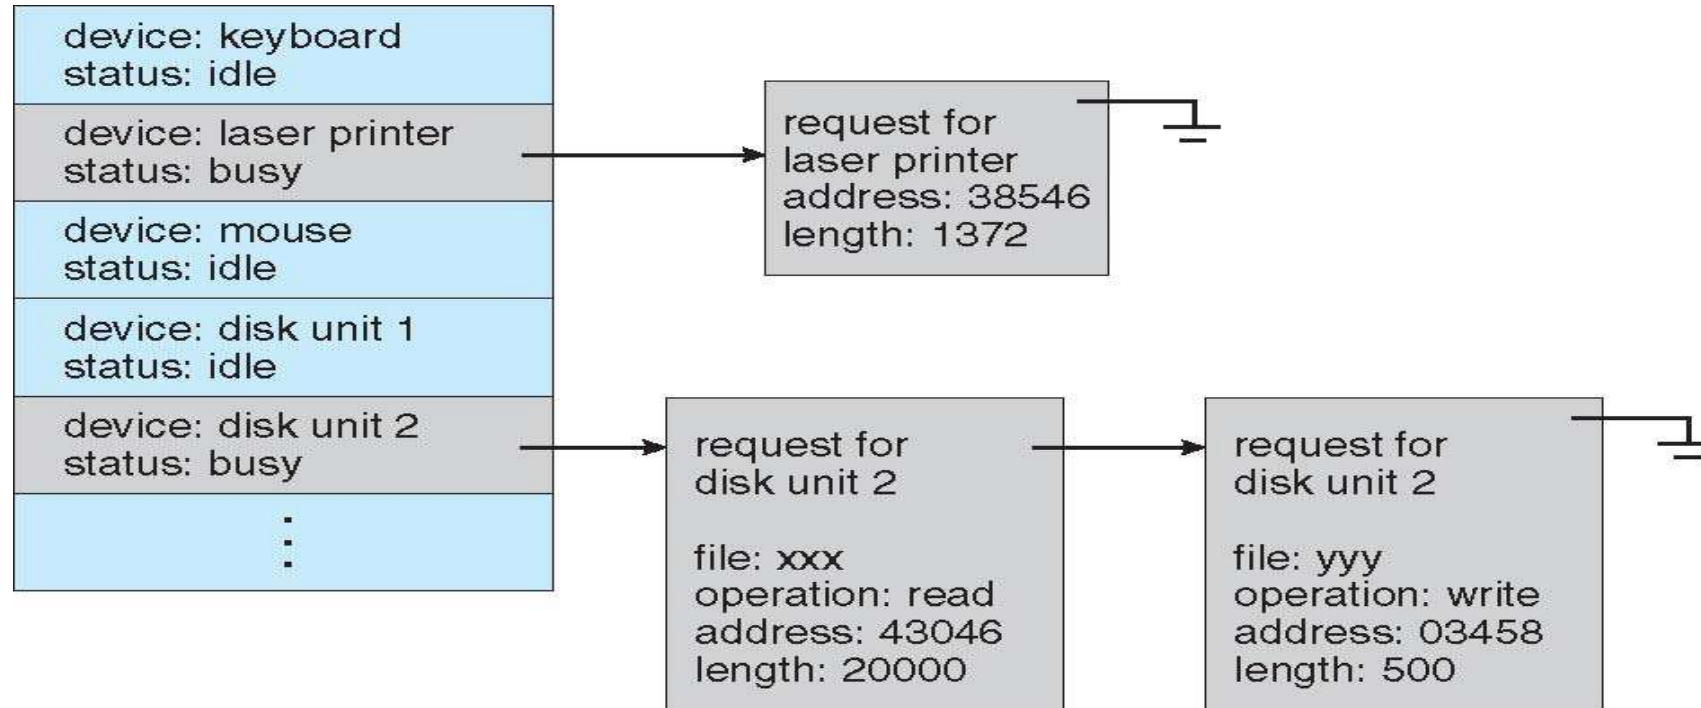 device: keyboard
status: idle
device: laser printer
status: busy
device: mouse
status: idle
device: disk unit 1
status: idle
device: disk unit 2
status: busy
request for
laser printer
address: 38546
length: 1372
request for
disk unit 2
file: xxx
operation: read
address: 43046
length: 20000
request for
disk unit 2
file: yyy
operation: write
address: 03458
length: 500